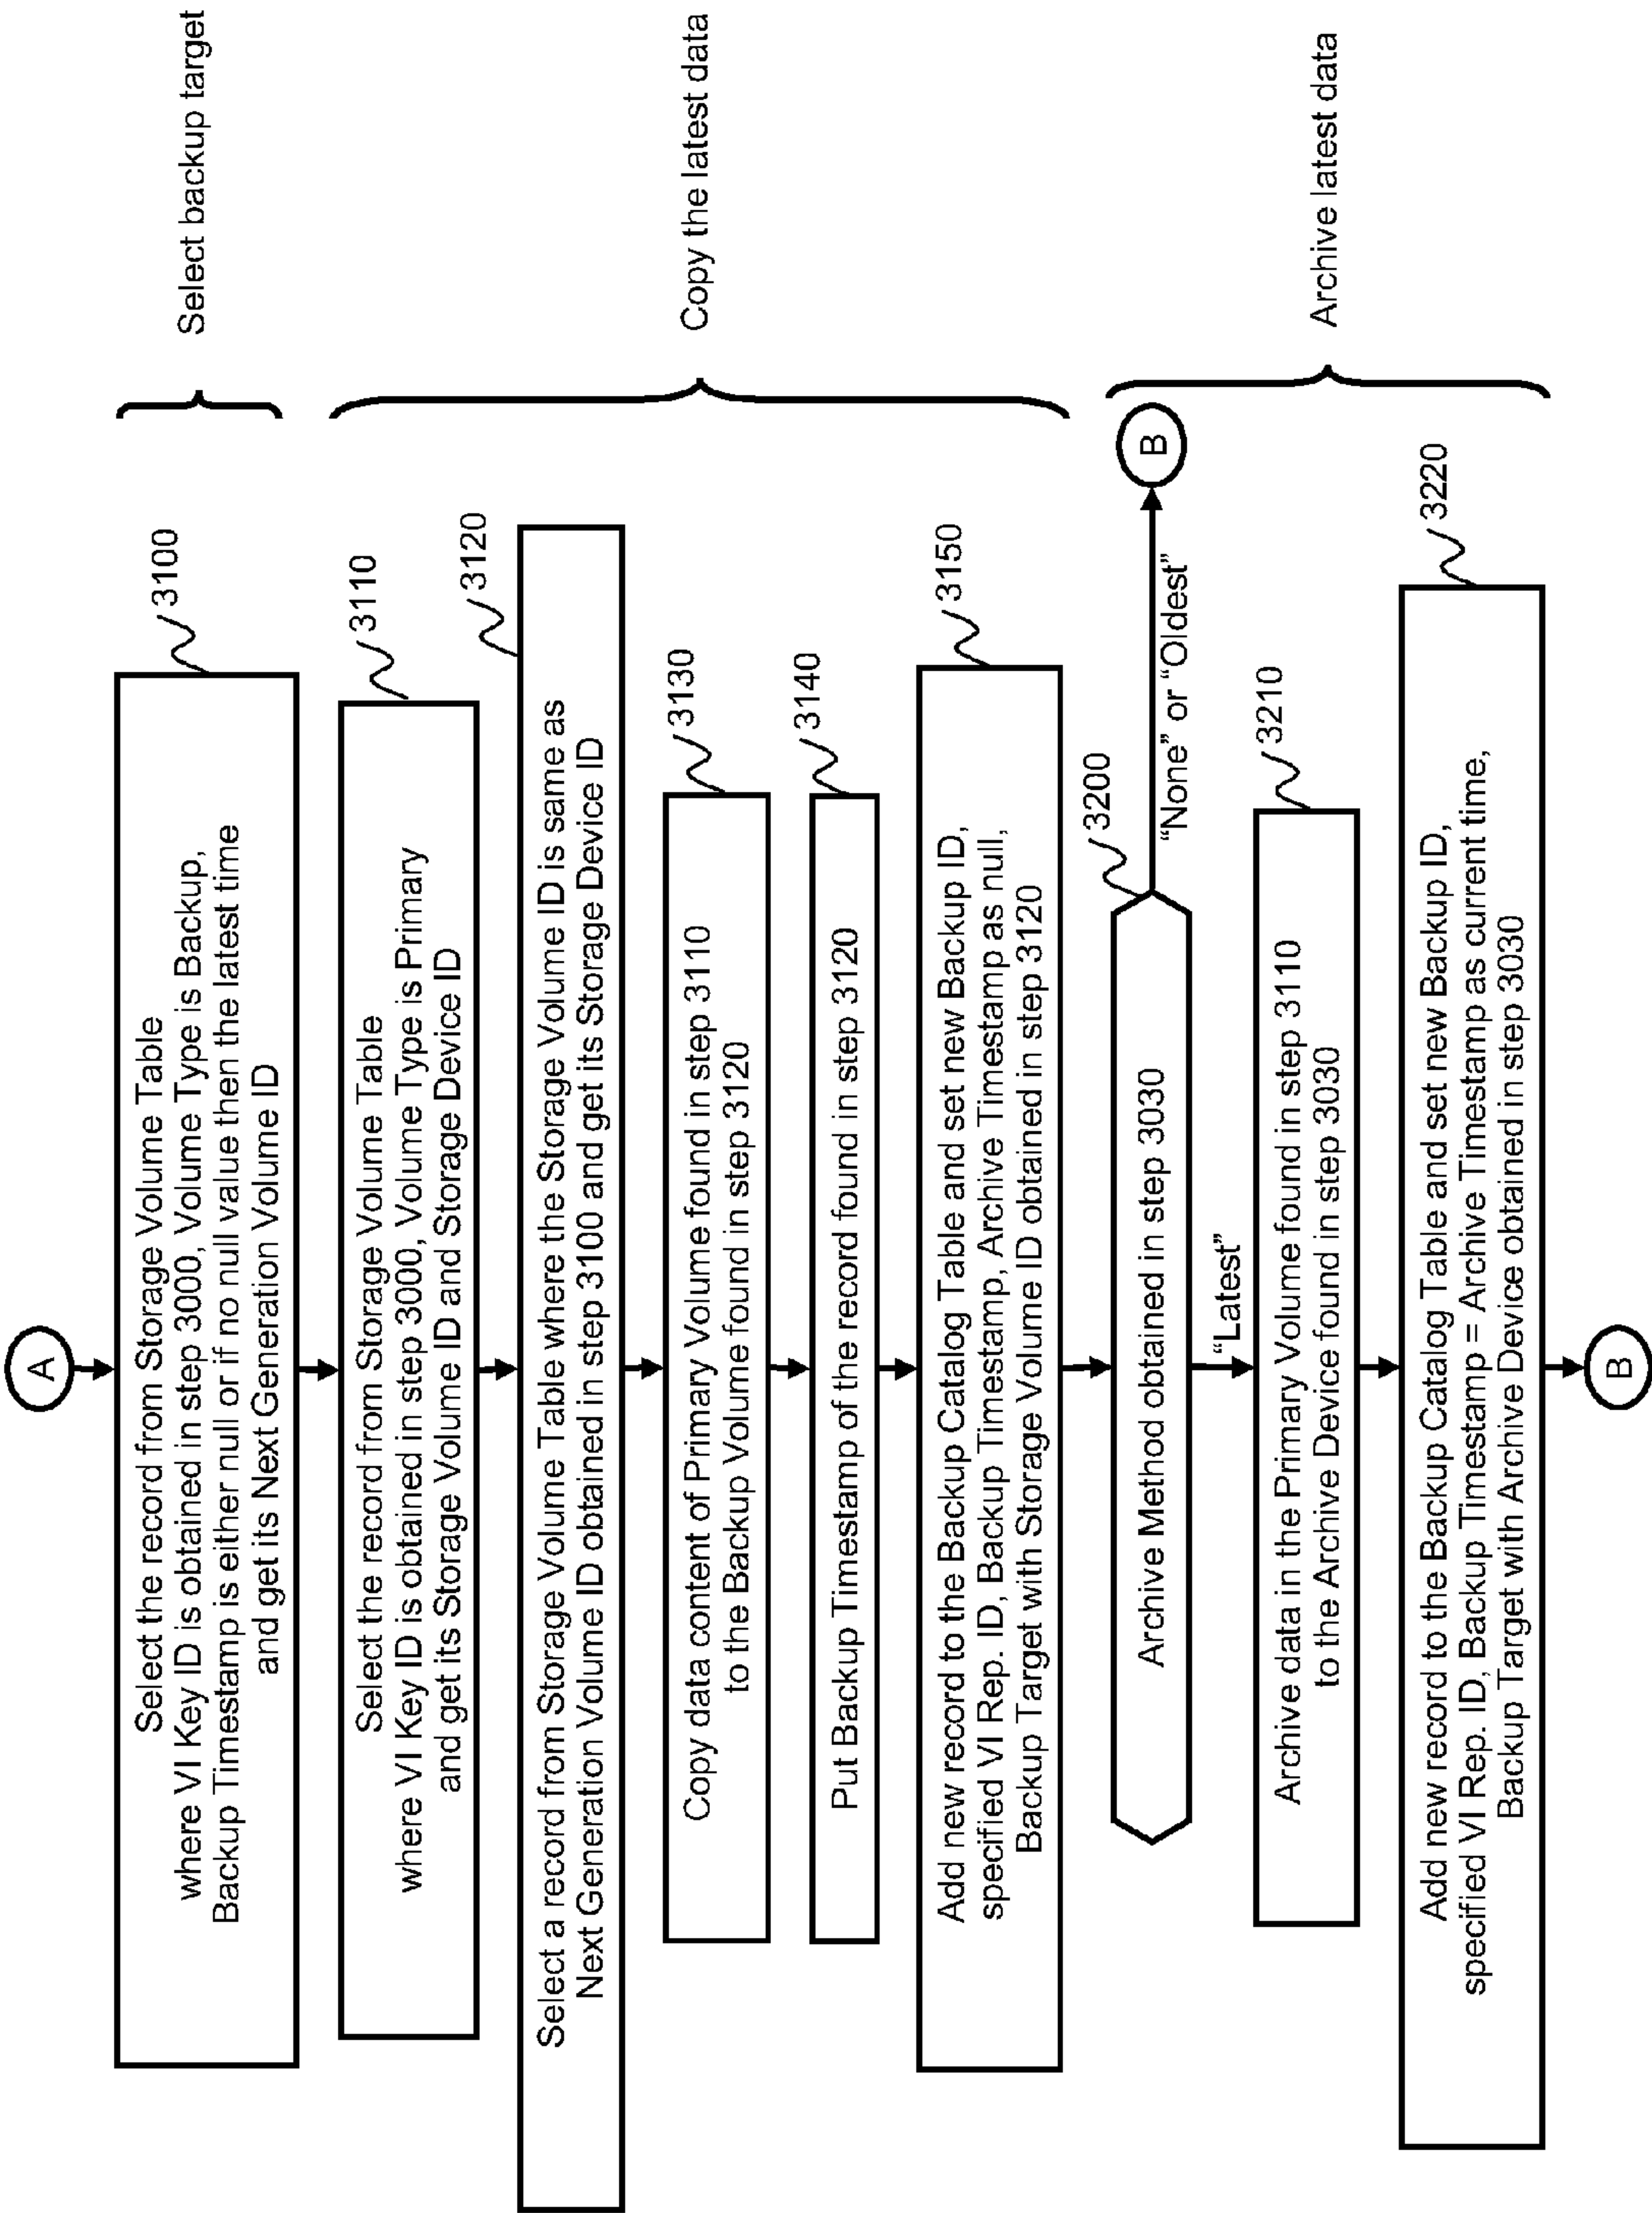 A
Select the record from Storage Volume Table
where VI Key ID is obtained in step 3000, Volume Type is Backup,
Backup Timestamp is either null or if no null value then the latest time
and get its Next Generation Volume ID
3100
Select backup target
Select the record from Storage Volume Table
where VI Key ID is obtained in step 3000, Volume Type is Primary
and get its Storage Volume ID and Storage Device ID
3110
Select a record from Storage Volume Table where the Storage Volume ID is same as
Next Generation Volume ID obtained in step 3100 and get its Storage Device ID
3120
Copy data content of Primary Volume found in step 3110
to the Backup Volume found in step 3120
3130
Copy the latest data
Put Backup Timestamp of the record found in step 3120
3140
Add new record to the Backup Catalog Table and set new Backup ID,
specified VI Rep. ID, Backup Timestamp, Archive Timestamp as null,
Backup Target with Storage Volume ID obtained in step 3120
3150
Archive Method obtained in step 3030
3200
“None” or “Oldest”
B
“Latest”
Archive data in the Primary Volume found in step 3110
to the Archive Device found in step 3030
3210
Archive latest data
Add new record to the Backup Catalog Table and set new Backup ID,
specified VI Rep. ID, Backup Timestamp = Archive Timestamp as current time,
Backup Target with Archive Device obtained in step 3030
3220
B